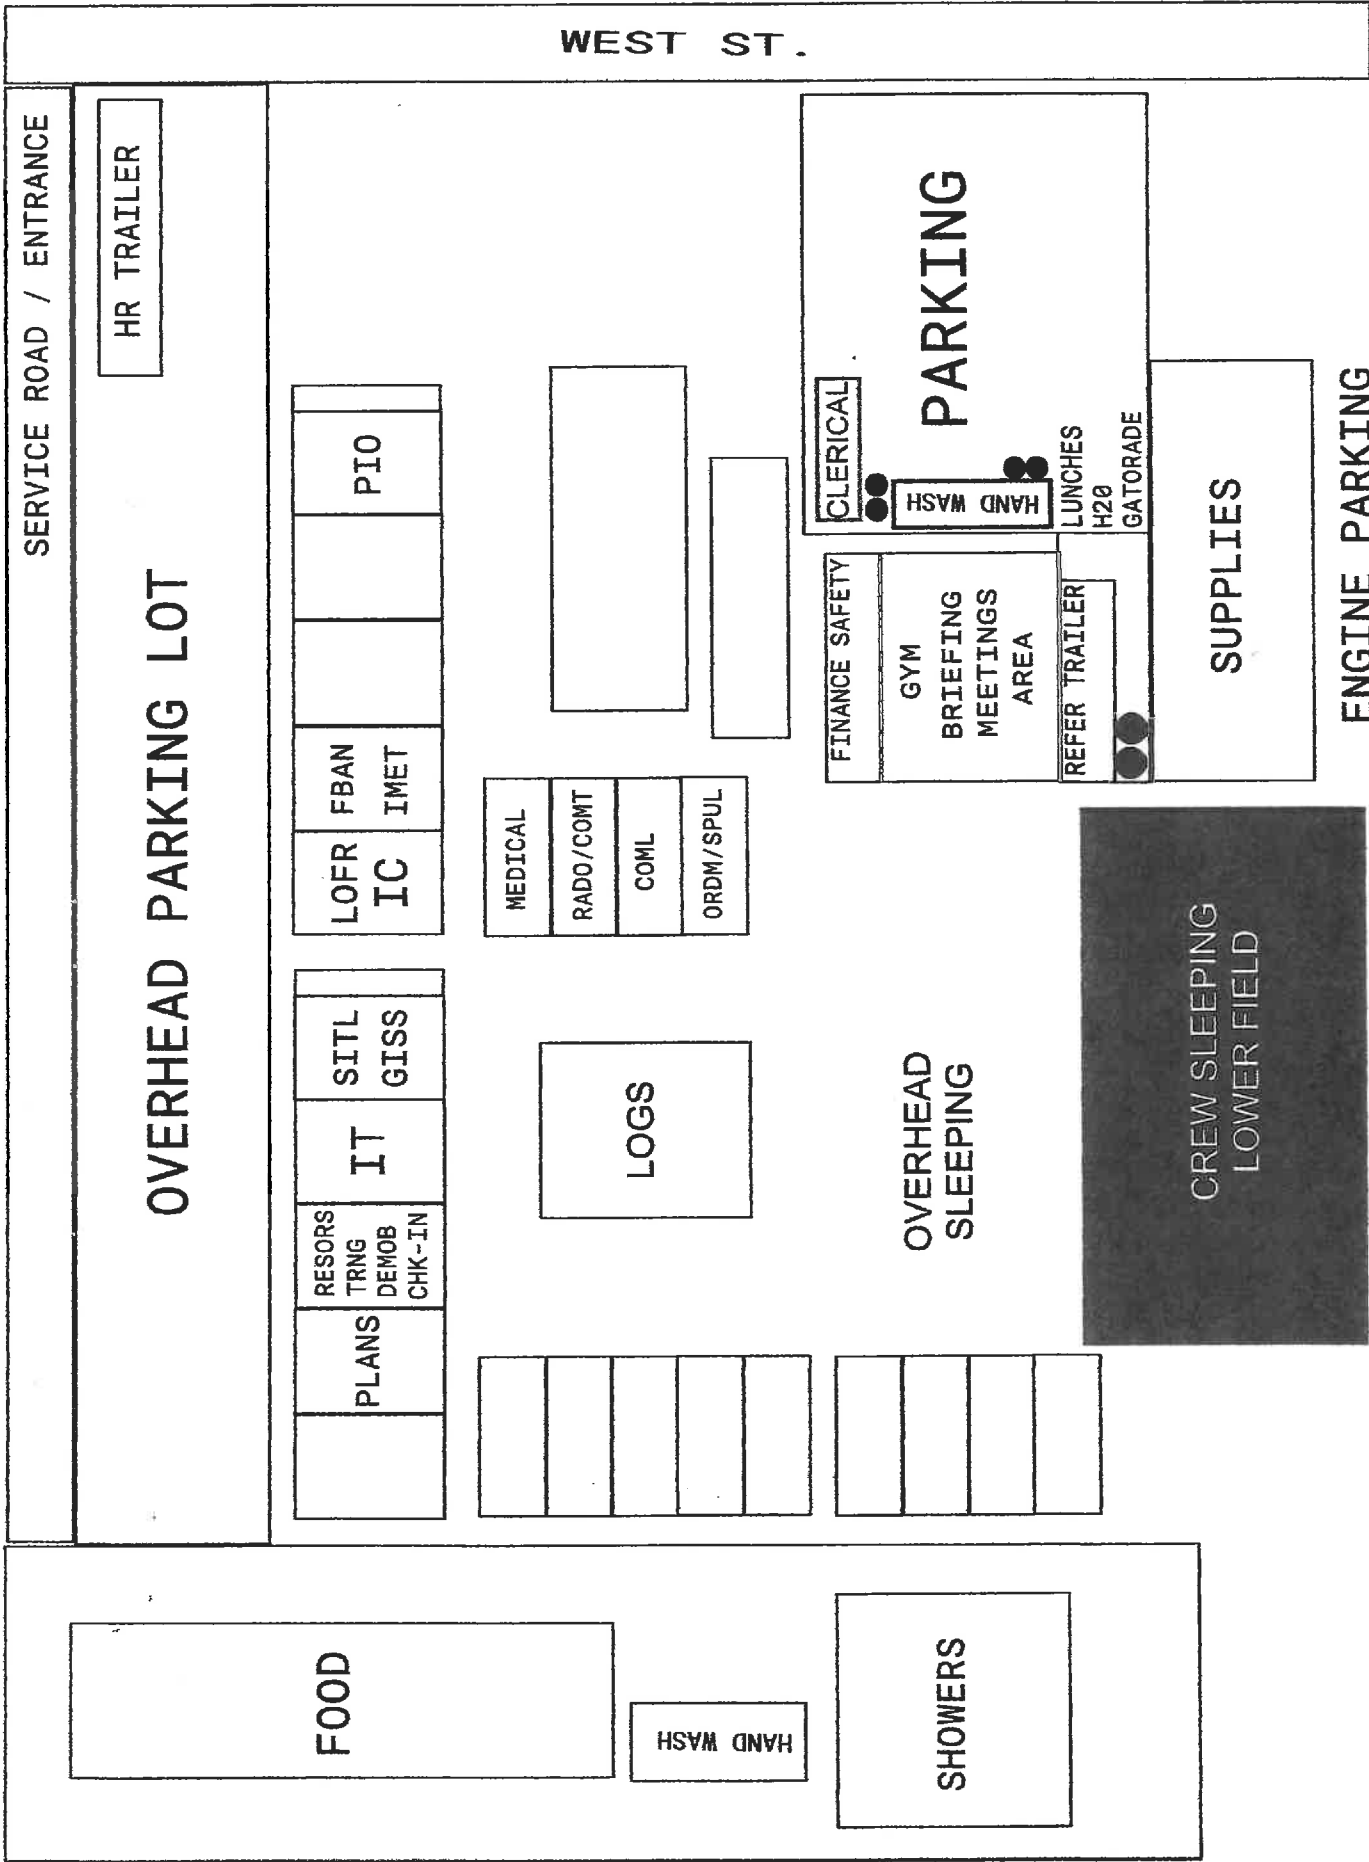 WEST ST.
SERVICE ROAD / ENTRANCE
HR TRAILER
OVERHEAD PARKING LOT
PIO
FBAN
IMET
LOFR
IC
SITL
GISS
IT
RESORS
TRNG
DEMOB
CHK-IN
PLANS
MEDICAL
RADO/COMT
COML
ORDM/SPUL
LOGS
OVERHEAD
SLEEPING
PARKING
CLERICAL
HAND WASH
LUNCHES
H20
GATORADE
FINANCE SAFETY
GYM
BRIEFING
MEETINGS
AREA
REFER TRAILER
SUPPLIES
ENGINE PARKING
CREW SLEEPING
LOWER FIELD
FOOD
HAND WASH
SHOWERS